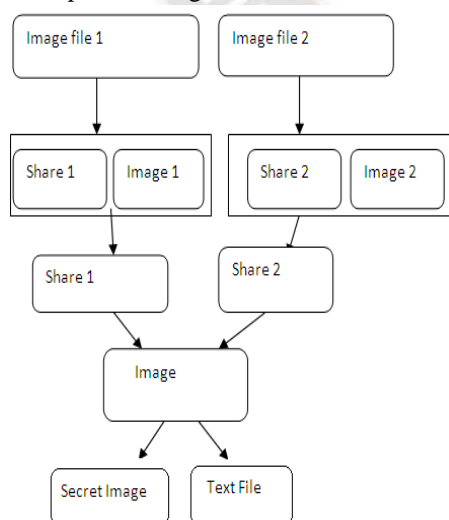 Image file 1
Image file 2
Share 1
Image 1
Share 2
Image 2
Share 1
Share 2
Image
Secret Image
Text File